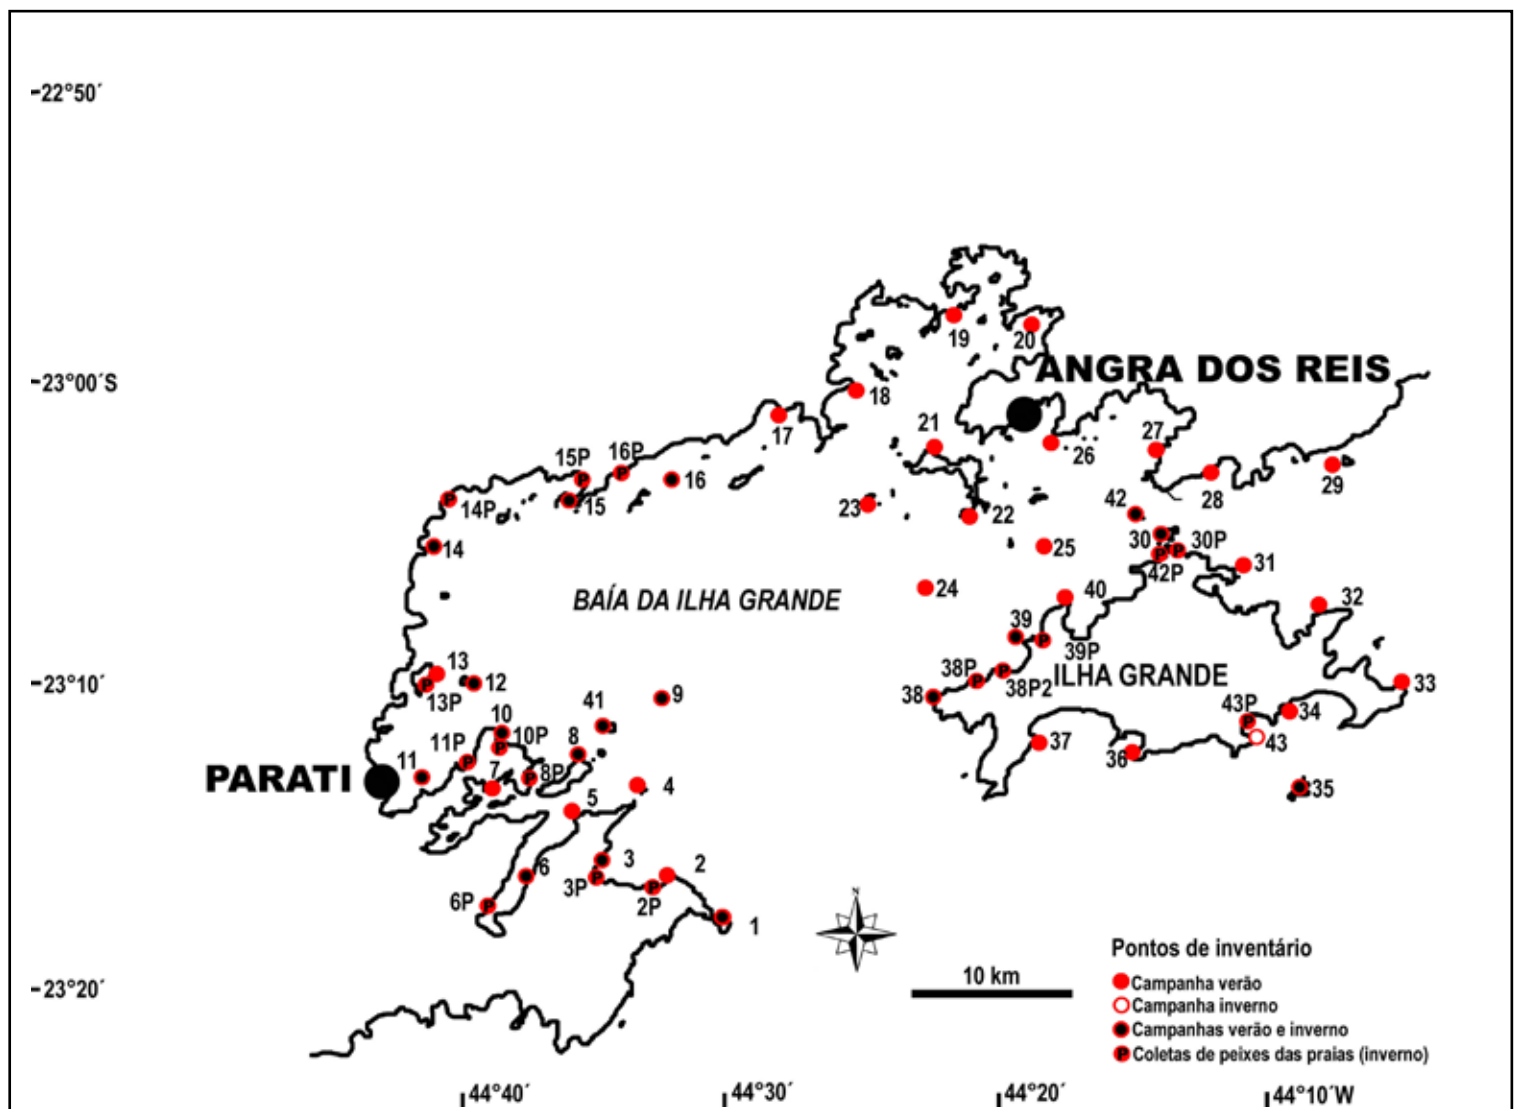 22°50´
23°00´S
23°10´
23°20´
44°40´
44°30´
44°20´
44°10´W
19
20
ANGRA DOS REIS
18
17
21
26
27
28
29
15P
16P
16
15
14P
14
23
22
25
24
42
30
30P
42P
31
32
40
39
39P
BAÍA DA ILHA GRANDE
ILHA GRANDE
38P
38P2
38
33
34
43P
43
37
36
35
13
13P
12
41
9
10
10P
11P
11
7
8
8P
PARATI
5
4
3
3P
2
2P
6
6P
1
N
10 km
Pontos de inventário
Campanha verão
Campanha inverno
Campanhas verão e inverno
P Coletas de peixes das praias (inverno)